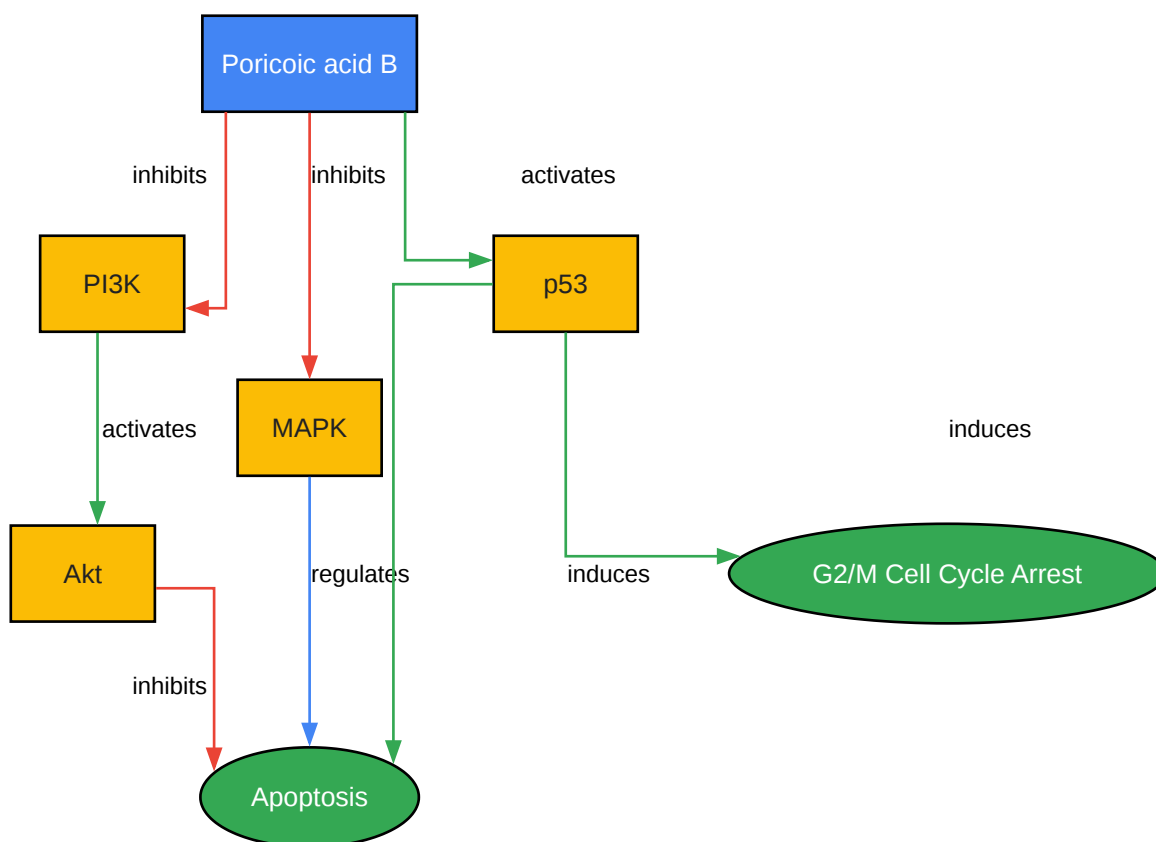 Poricoic acid B
inhibits
inhibits
activates
PI3K
p53
activates
MAPK
induces
Akt
regulates
induces
G2/M Cell Cycle Arrest
inhibits
Apoptosis